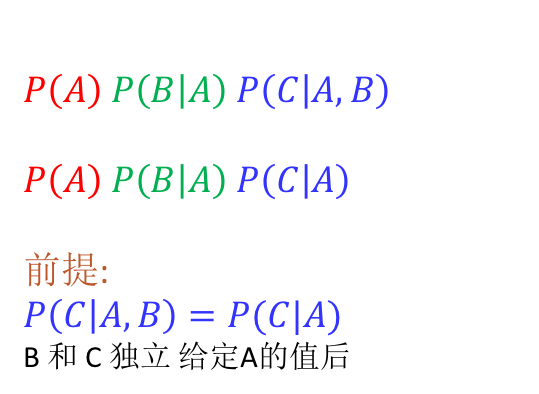 P(A) P(B|A) P(C|A, B)
P(A) P(B|A) P(C|A)
前提:
P(C|A, B) = P(C|A)
B 和 C 独立 给定A的值后